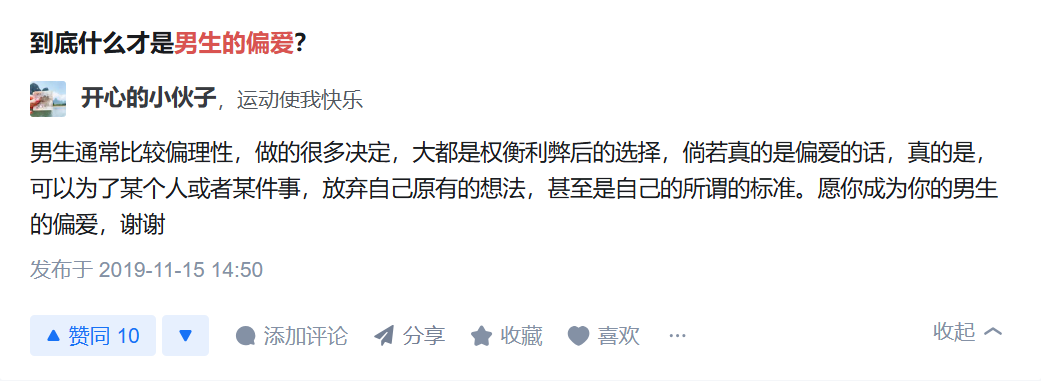 到底什么才是男生的偏爱？
开心的小伙子，运动使我快乐
男生通常比较偏理性，做的很多决定，大都是权衡利弊后的选择，倘若真的是偏爱的话，真的是，
可以为了某个人或者某件事，放弃自己原有的想法，甚至是自己的所谓的标准。愿你成为你的男生
的偏爱，谢谢
发布于 2019-11-15 14:50
赞同 10 添加评论 分享 收藏 喜欢 ··· 收起